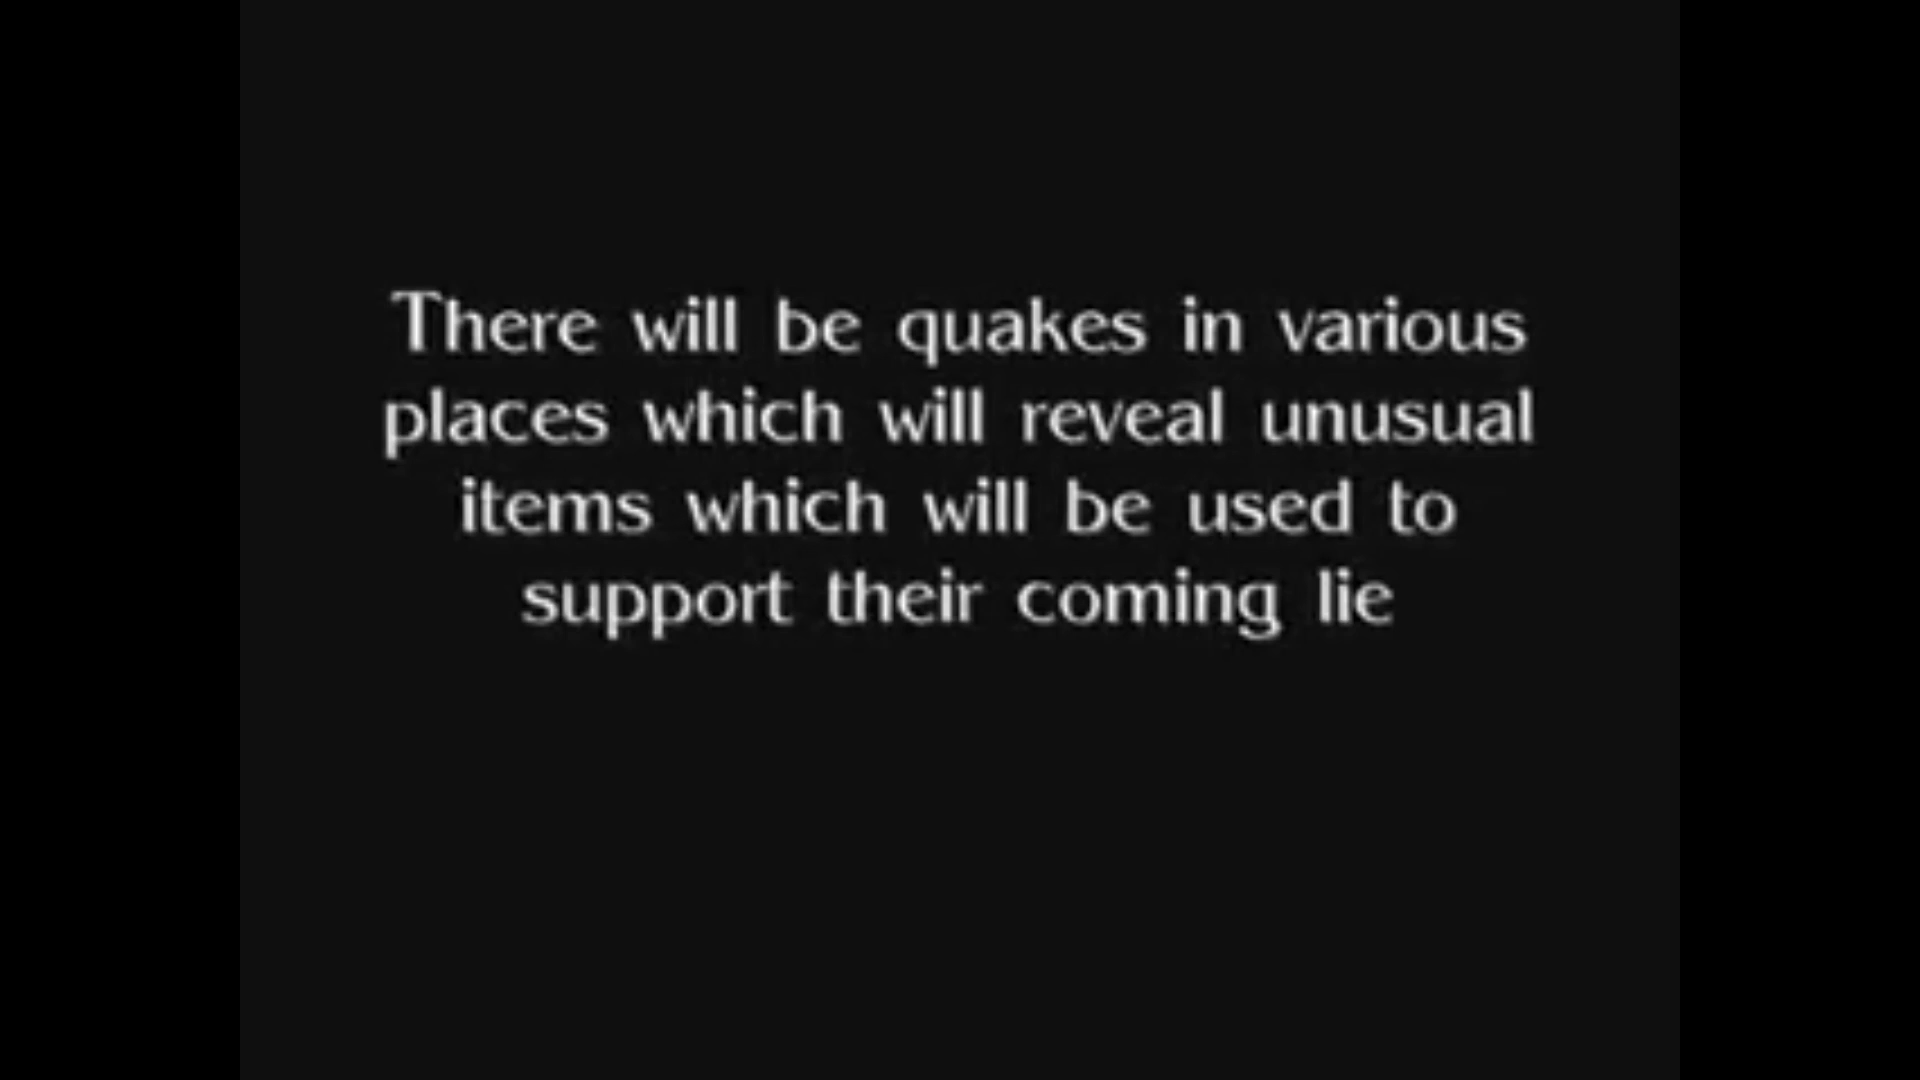 There will be quakes in various
places which will reveal unusual
items which will be used to
support their coming lie